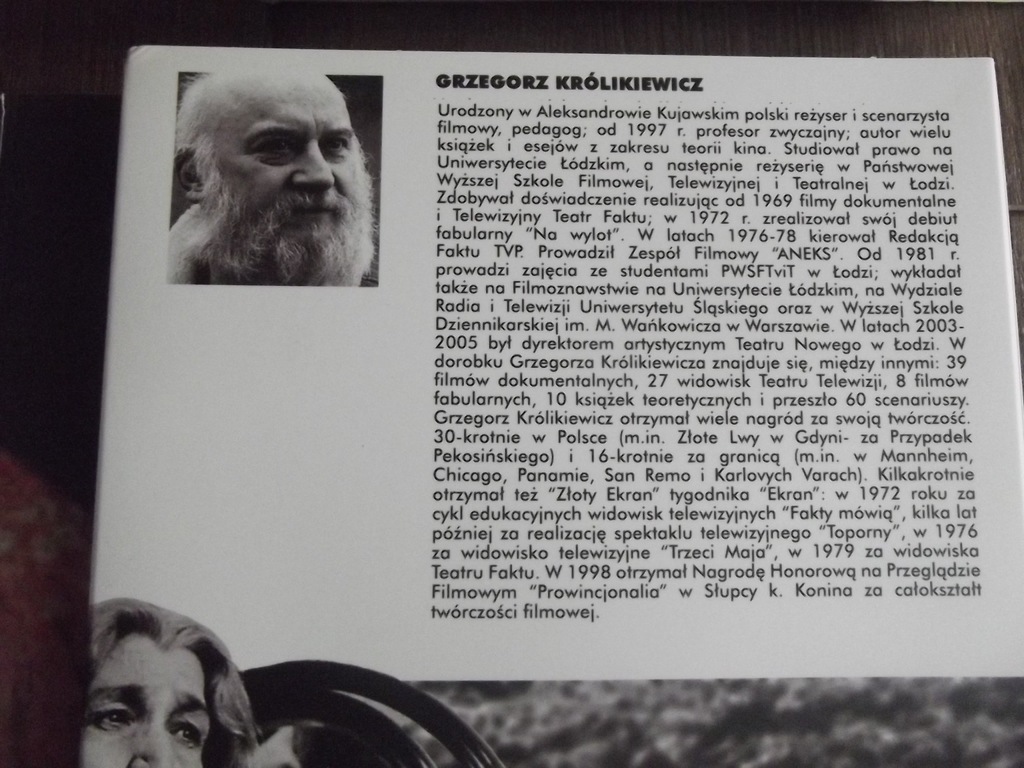 GRZEGORZ KRÓLIKIEWICZ
Urodzony w Aleksandrowie Kujawskim polski reżyser i scenarzysta
filmowy, pedagog; od 1997 r. profesor zwyczajny; autor wielu
książek i esejów z zakresu teorii kina. Studiował prawo na
Uniwersytecie Łódzkim, a następnie reżyserię w Państwowej
Wyższej Szkole Filmowej, Telewizyjnej i Teatralnej w Łodzi.
Zdobywał doświadczenie realizując od 1969 filmy dokumentalne
i Telewizyjny Teatr Faktu; w 1972 r. zrealizował swój debiut
fabularny "Na wylot". W latach 1976-78 kierował Redakcją
Faktu TVP. Prowadził Zespół Filmowy "ANEKS". Od 1981 r.
prowadzi zajęcia ze studentami PWSFTviT w Łodzi; wykładał
także na Filmoznawstwie na Uniwersytecie Łódzkim, na Wydziale
Radia i Telewizji Uniwersytetu Śląskiego oraz w Wyższej Szkole
Dziennikarskiej im. M. Wańkowicza w Warszawie. W latach 2003-
2005 był dyrektorem artystycznym Teatru Nowego w Łodzi. W
dorobku Grzegorza Królikiewicza znajduje się, między innymi: 39
filmów dokumentalnych, 27 widowisk Teatru Telewizji, 8 filmów
fabularnych, 10 książek teoretycznych i przeszło 60 scenariuszy.
Grzegorz Królikiewicz otrzymał wiele nagród za swoją twórczość.
30-krotnie w Polsce (m.in. Złote Lwy w Gdyni- za Przypadek
Pekosińskiego) i 16-krotnie za granicą (m.in. w Mannheim,
Chicago, Panamie, San Remo i Karlovych Varach). Kilkakrotnie
otrzymał też "Złoty Ekran" tygodnika "Ekran": w 1972 roku za
cykl edukacyjnych widowisk telewizyjnych "Fakty mówią", kilka lat
później za realizację spektaklu telewizyjnego "Toporny", w 1976
za widowisko telewizyjne "Trzeci Maja", w 1979 za widowiska
Teatru Faktu. W 1998 otrzymał Nagrodę Honorową na Przeglądzie
Filmowym "Prowincjonalia" w Słupcy k. Konina za całokształt
twórczości filmowej.